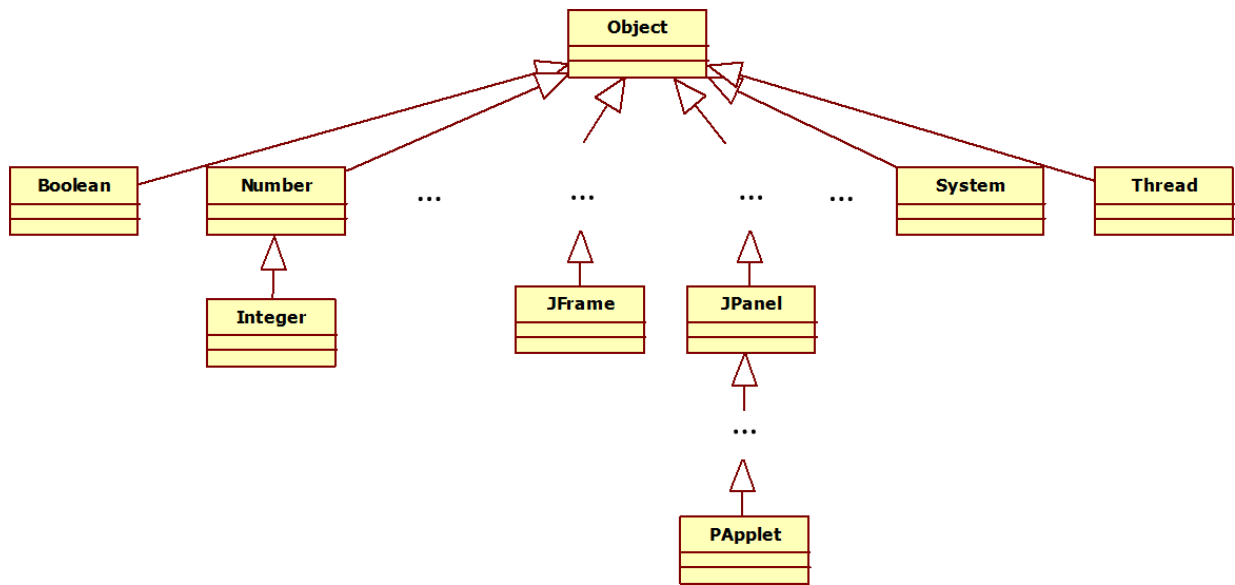 Object
Boolean
Number
...
...
...
...
System
Thread
Integer
JFrame
JPanel
...
PApplet